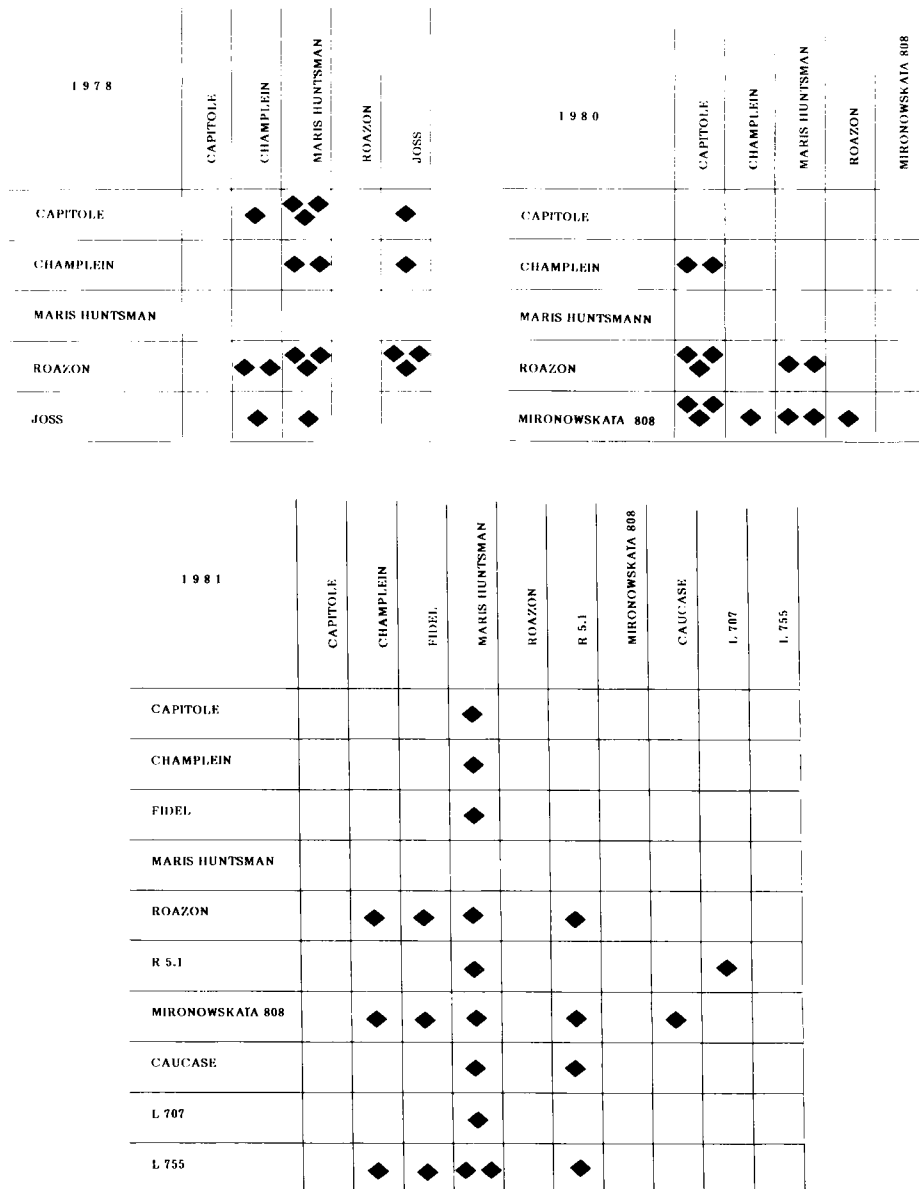 1978
CAPITOLE
CHAMPLEIN
MARIS HUNTSMAN
ROAZON
JOSS
CAPITOLE
CHAMPLEIN
MARIS HUNTSMAN
ROAZON
JOSS
1980
CAPITOLE
CHAMPLEIN
MARIS HUNTSMAN
ROAZON
MIRONOWSKATA 808
CAPITOLE
CHAMPLEIN
MARIS HUNTSMANN
ROAZON
MIRONOWSKATA 808
1981
CAPITOLE
CHAMPLEIN
FIDEL
MARIS HUNTSMAN
ROAZON
R 5.1
MIRONOWSKATA 808
CAUCASE
L 707
L 755
CAPITOLE
CHAMPLEIN
FIDEL
MARIS HUNTSMAN
ROAZON
R 5.1
MIRONOWSKAÏA 808
CAUCASE
L 707
L 755